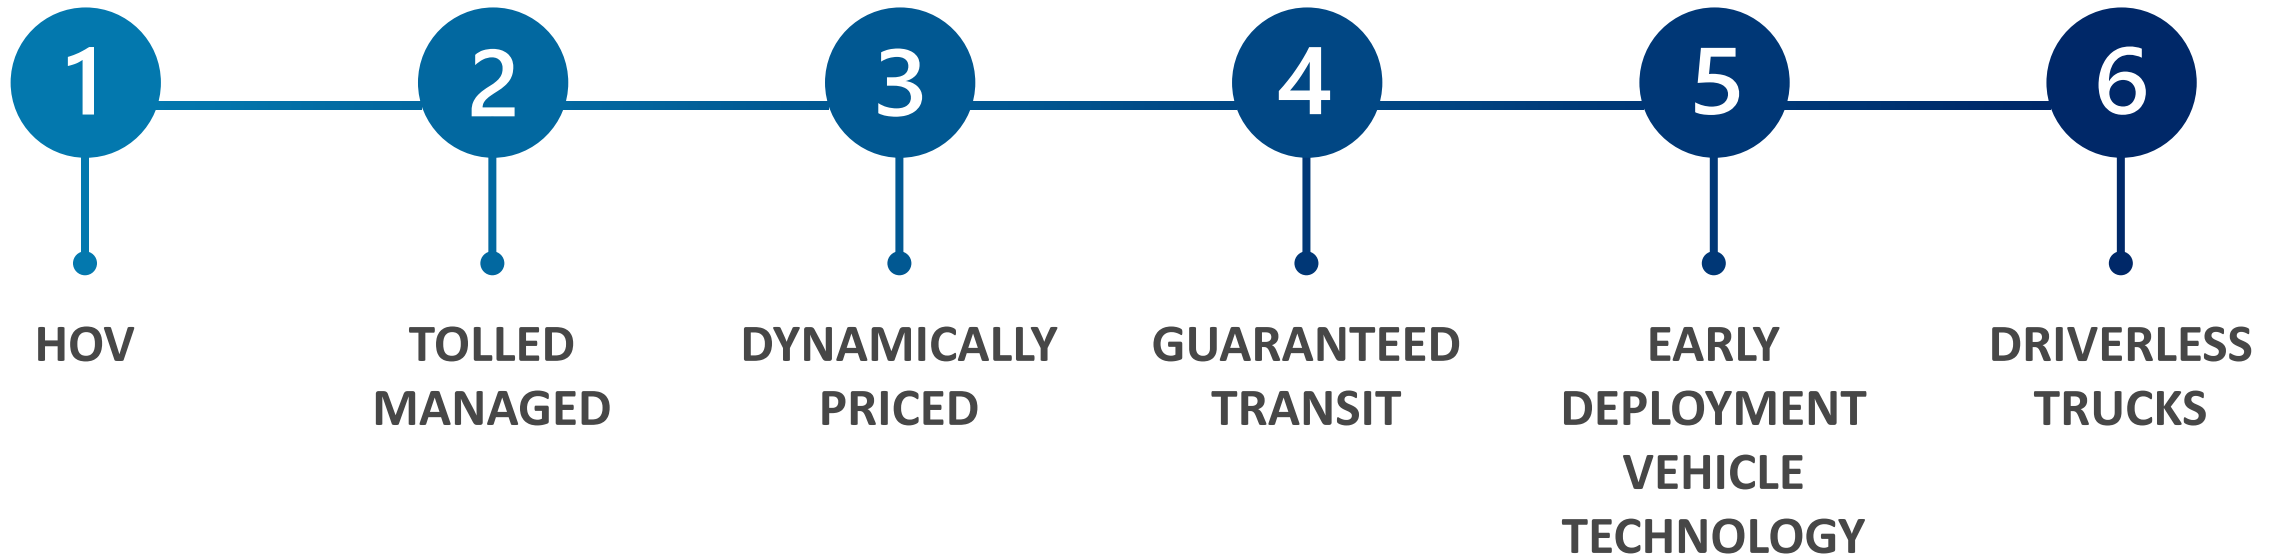 1
2
3
4
5
6
HOV
TOLLED
MANAGED
DYNAMICALLY
PRICED
GUARANTEED
TRANSIT
EARLY
DEPLOYMENT
VEHICLE
TECHNOLOGY
DRIVERLESS
TRUCKS